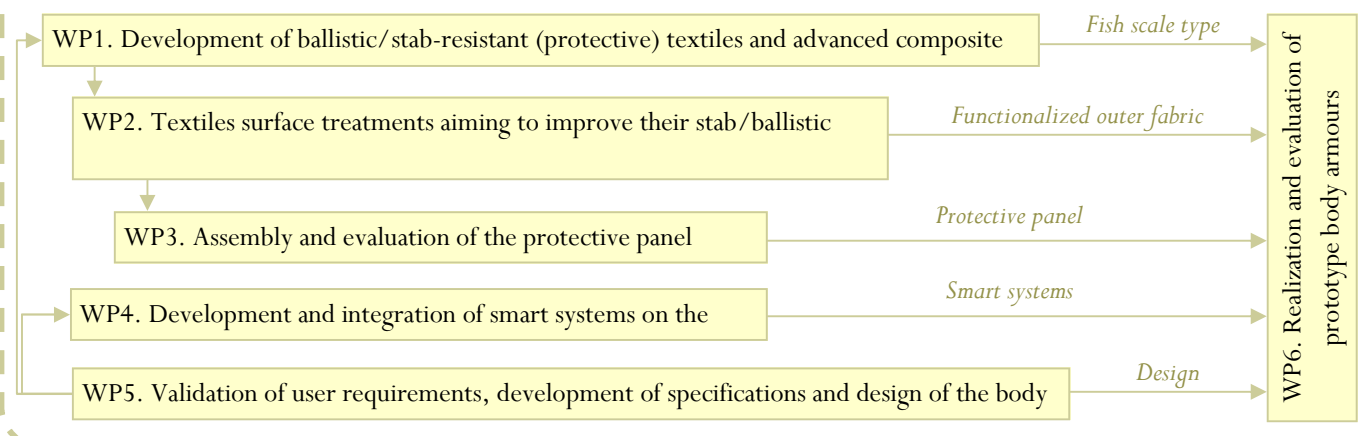 WP1. Development of ballistic/stab-resistant (protective) textiles and advanced composite
Fish scale type
WP2. Textiles surface treatments aiming to improve their stab/ballistic
Functionalized outer fabric
WP3. Assembly and evaluation of the protective panel
Protective panel
WP4. Development and integration of smart systems on the
Smart systems
WP5. Validation of user requirements, development of specifications and design of the body
Design
WP6. Realization and evaluation of
prototype body armours